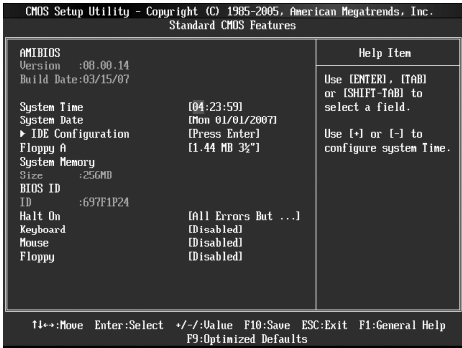 CMOS Setup Utility - Copyright (C) 1985-2005, American Megatrends, Inc.
Standard CMOS Features
AMIBIOS
Version :08.00.14
Build Date:03/15/07
System Time [04:23:59]
System Date [Mon 01/01/2007]
▶ IDE Configuration [Press Enter]
Floppy A [1.44 MB 3½"]
System Memory
Size :256MB
BIOS ID
ID :697F1P24
Halt On [All Errors But ...]
Keyboard [Disabled]
Mouse [Disabled]
Floppy [Disabled]
Help Item
Use [ENTER], [TAB]
or [SHIFT-TAB] to
select a field.
Use [+] or [-] to
configure system Time.
↑↓←→:Move Enter:Select +/-/:Value F10:Save ESC:Exit F1:General Help
F9:Optimized Defaults